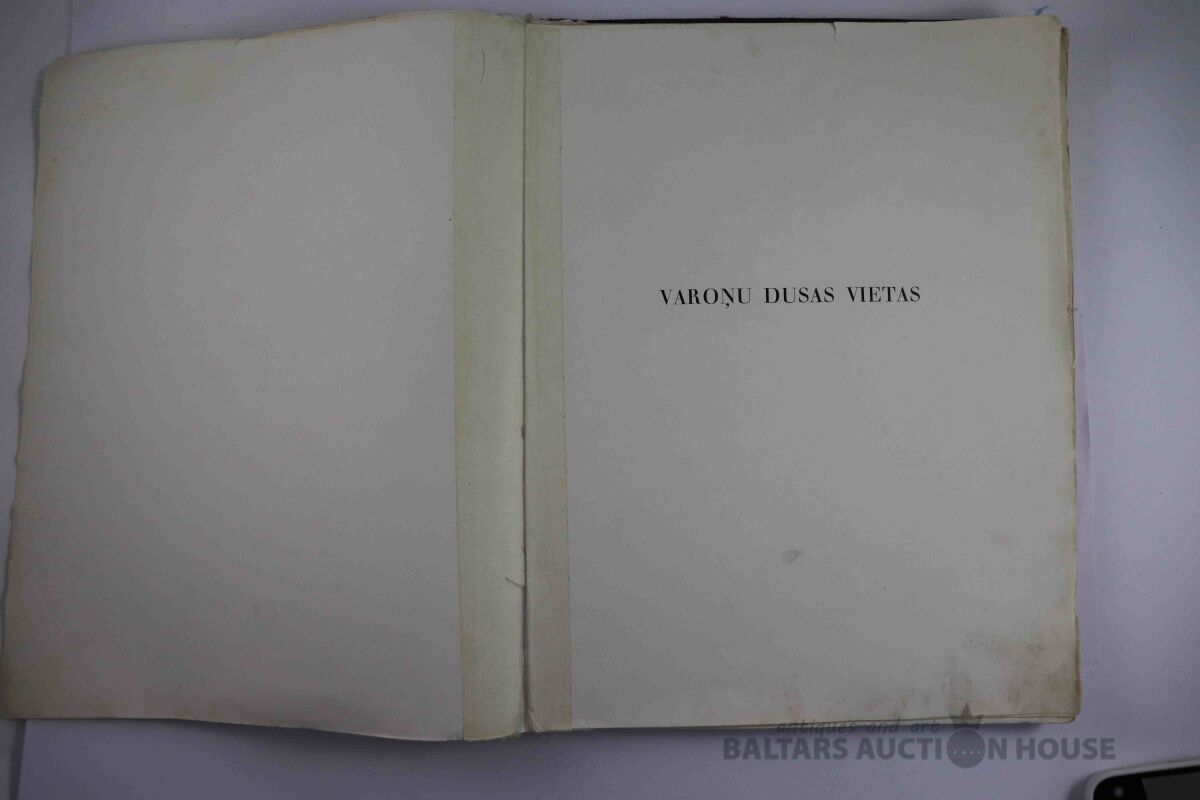 VAROŅU DUSAS VIETAS
antiques and art
BALTARS AUCTION HOUSE